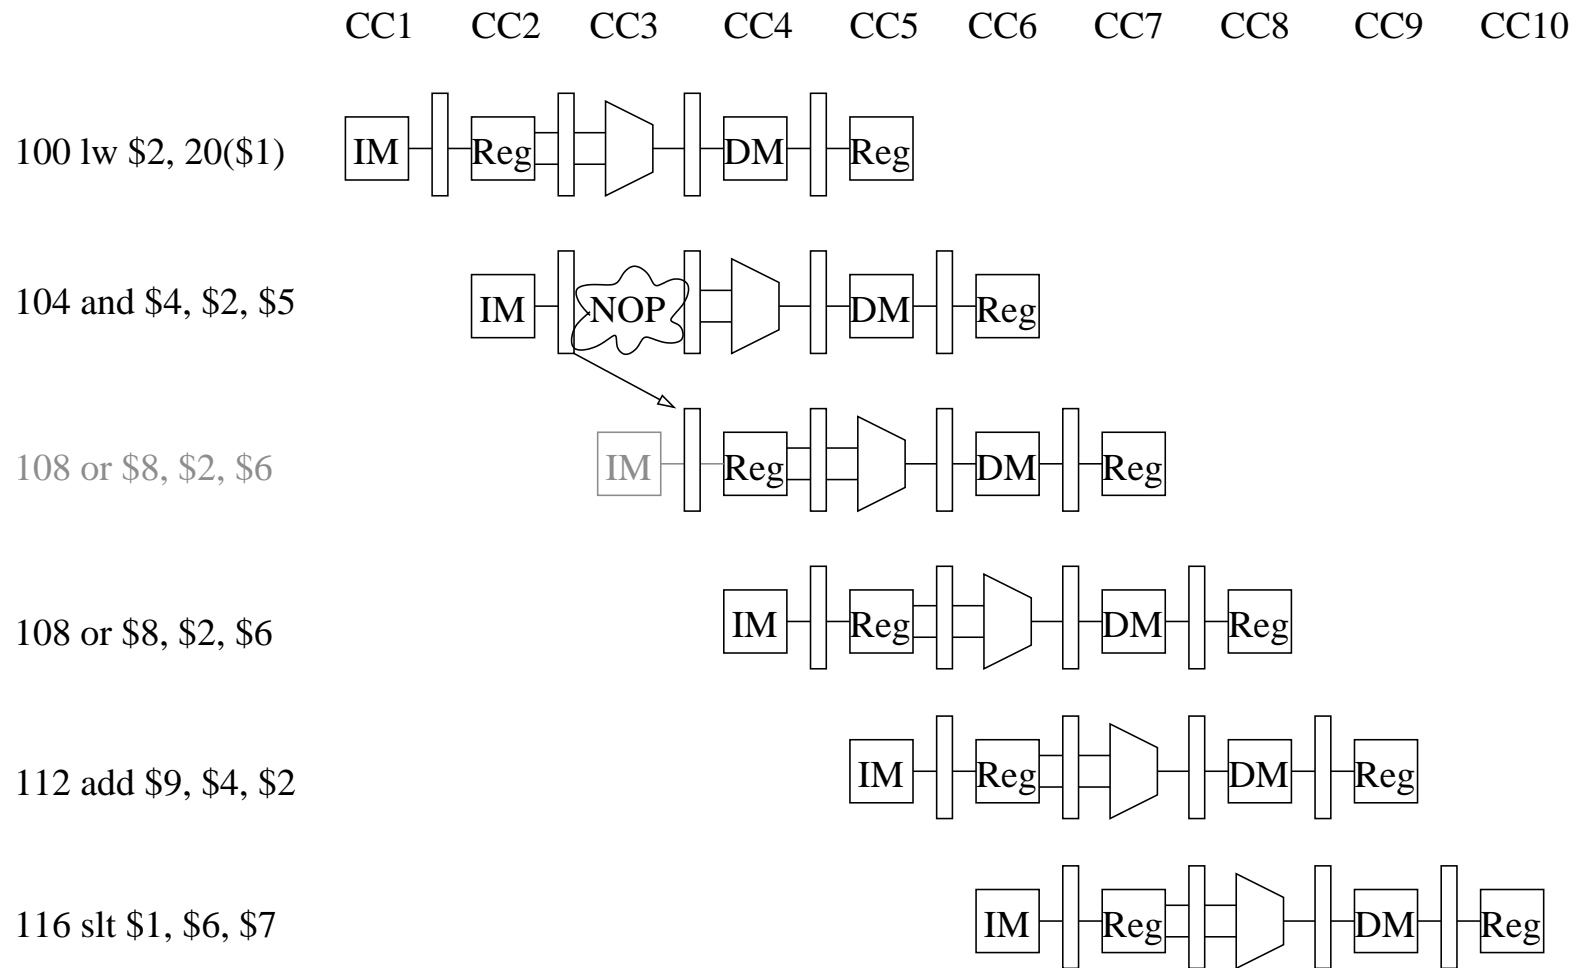 CC1 CC2 CC3 CC4 CC5 CC6 CC7 CC8 CC9 CC10
100 lw $2, 20($1) IM Reg DM Reg
104 and $4, $2, $5 IM NOP DM Reg
108 or $8, $2, $6 IM Reg DM Reg
108 or $8, $2, $6 IM Reg DM Reg
112 add $9, $4, $2 IM Reg DM Reg
116 slt $1, $6, $7 IM Reg DM Reg